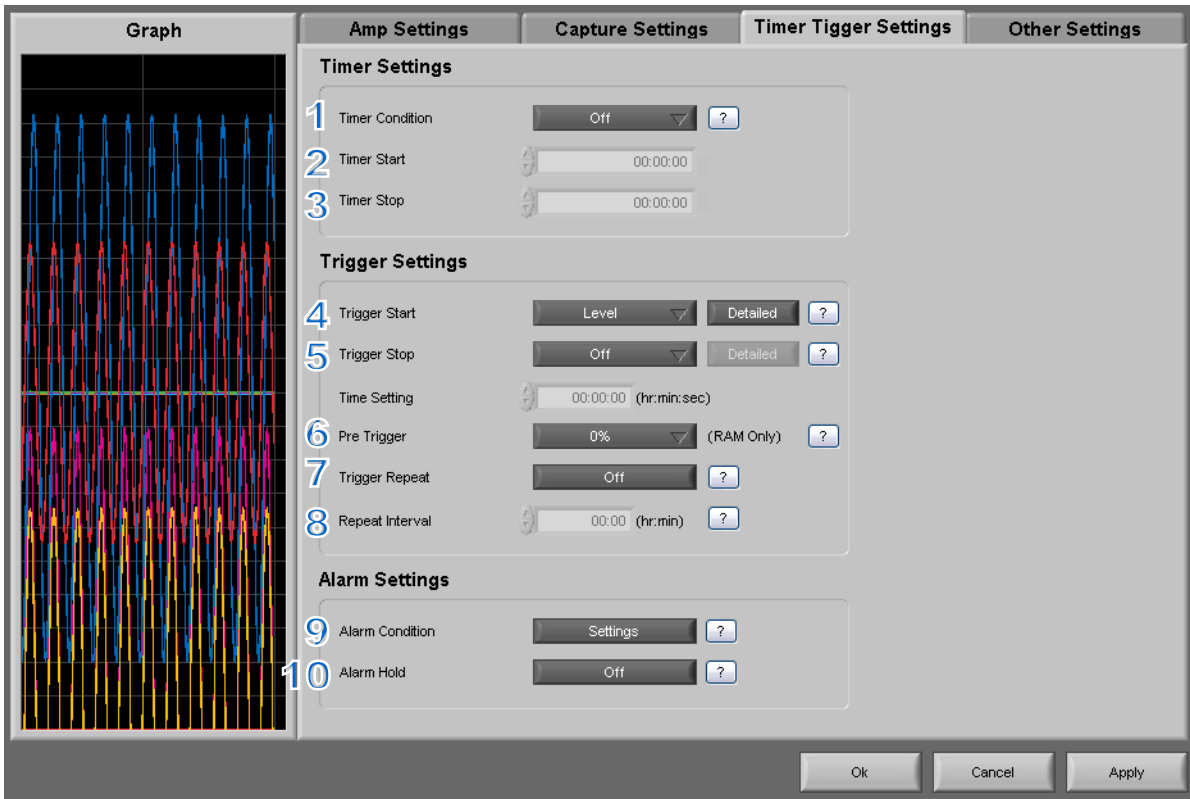 Graph
Amp Settings
Capture Settings
Timer Tigger Settings
Other Settings
Timer Settings
1 Timer Condition Off ?
2 Timer Start 00:00:00
3 Timer Stop 00:00:00
Trigger Settings
4 Trigger Start Level Detailed ?
5 Trigger Stop Off Detailed ?
Time Setting 00:00:00 (hr:min:sec)
6 Pre Trigger 0% (RAM Only) ?
7 Trigger Repeat Off ?
8 Repeat Interval 00:00 (hr:min) ?
Alarm Settings
9 Alarm Condition Settings ?
10 Alarm Hold Off ?
Ok Cancel Apply